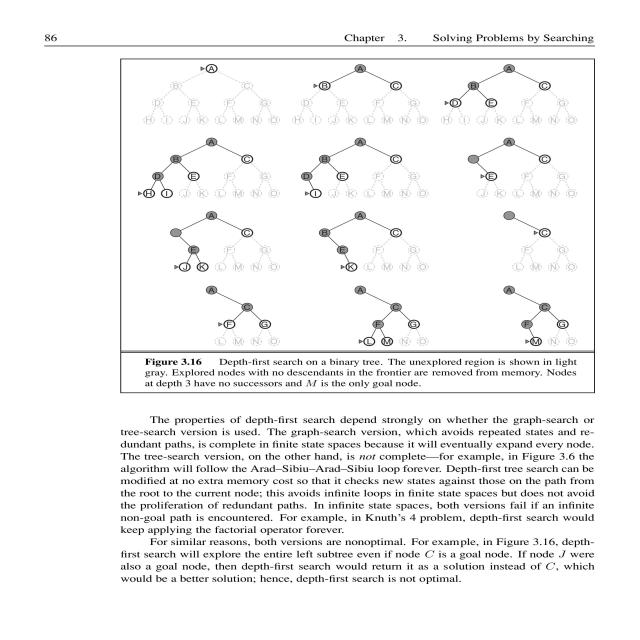 86 Chapter 3. Solving Problems by Searching
A A A
B C B C B C
D E F G D E F G D E F G
H I J K L M N O H I J K L M N O H I J K L M N O
A A A
B C B C C
D E F G D E F G E F G
H I J K L M N O I J K L M N O J K L M N O
A A
C B C C
E F G E F G F G
J K L M N O K L M N O L M N O
A A A
C C C
F G F G F G
L M N O L M N O M N O
Figure 3.16 Depth-first search on a binary tree. The unexplored region is shown in light
gray. Explored nodes with no descendants in the frontier are removed from memory. Nodes
at depth 3 have no successors and M is the only goal node.
The properties of depth-first search depend strongly on whether the graph-search or
tree-search version is used. The graph-search version, which avoids repeated states and re-
dundant paths, is complete in finite state spaces because it will eventually expand every node.
The tree-search version, on the other hand, is not complete—for example, in Figure 3.6 the
algorithm will follow the Arad–Sibiu–Arad–Sibiu loop forever. Depth-first tree search can be
modified at no extra memory cost so that it checks new states against those on the path from
the root to the current node; this avoids infinite loops in finite state spaces but does not avoid
the proliferation of redundant paths. In infinite state spaces, both versions fail if an infinite
non-goal path is encountered. For example, in Knuth's 4 problem, depth-first search would
keep applying the factorial operator forever.
For similar reasons, both versions are nonoptimal. For example, in Figure 3.16, depth-
first search will explore the entire left subtree even if node C is a goal node. If node J were
also a goal node, then depth-first search would return it as a solution instead of C, which
would be a better solution; hence, depth-first search is not optimal.